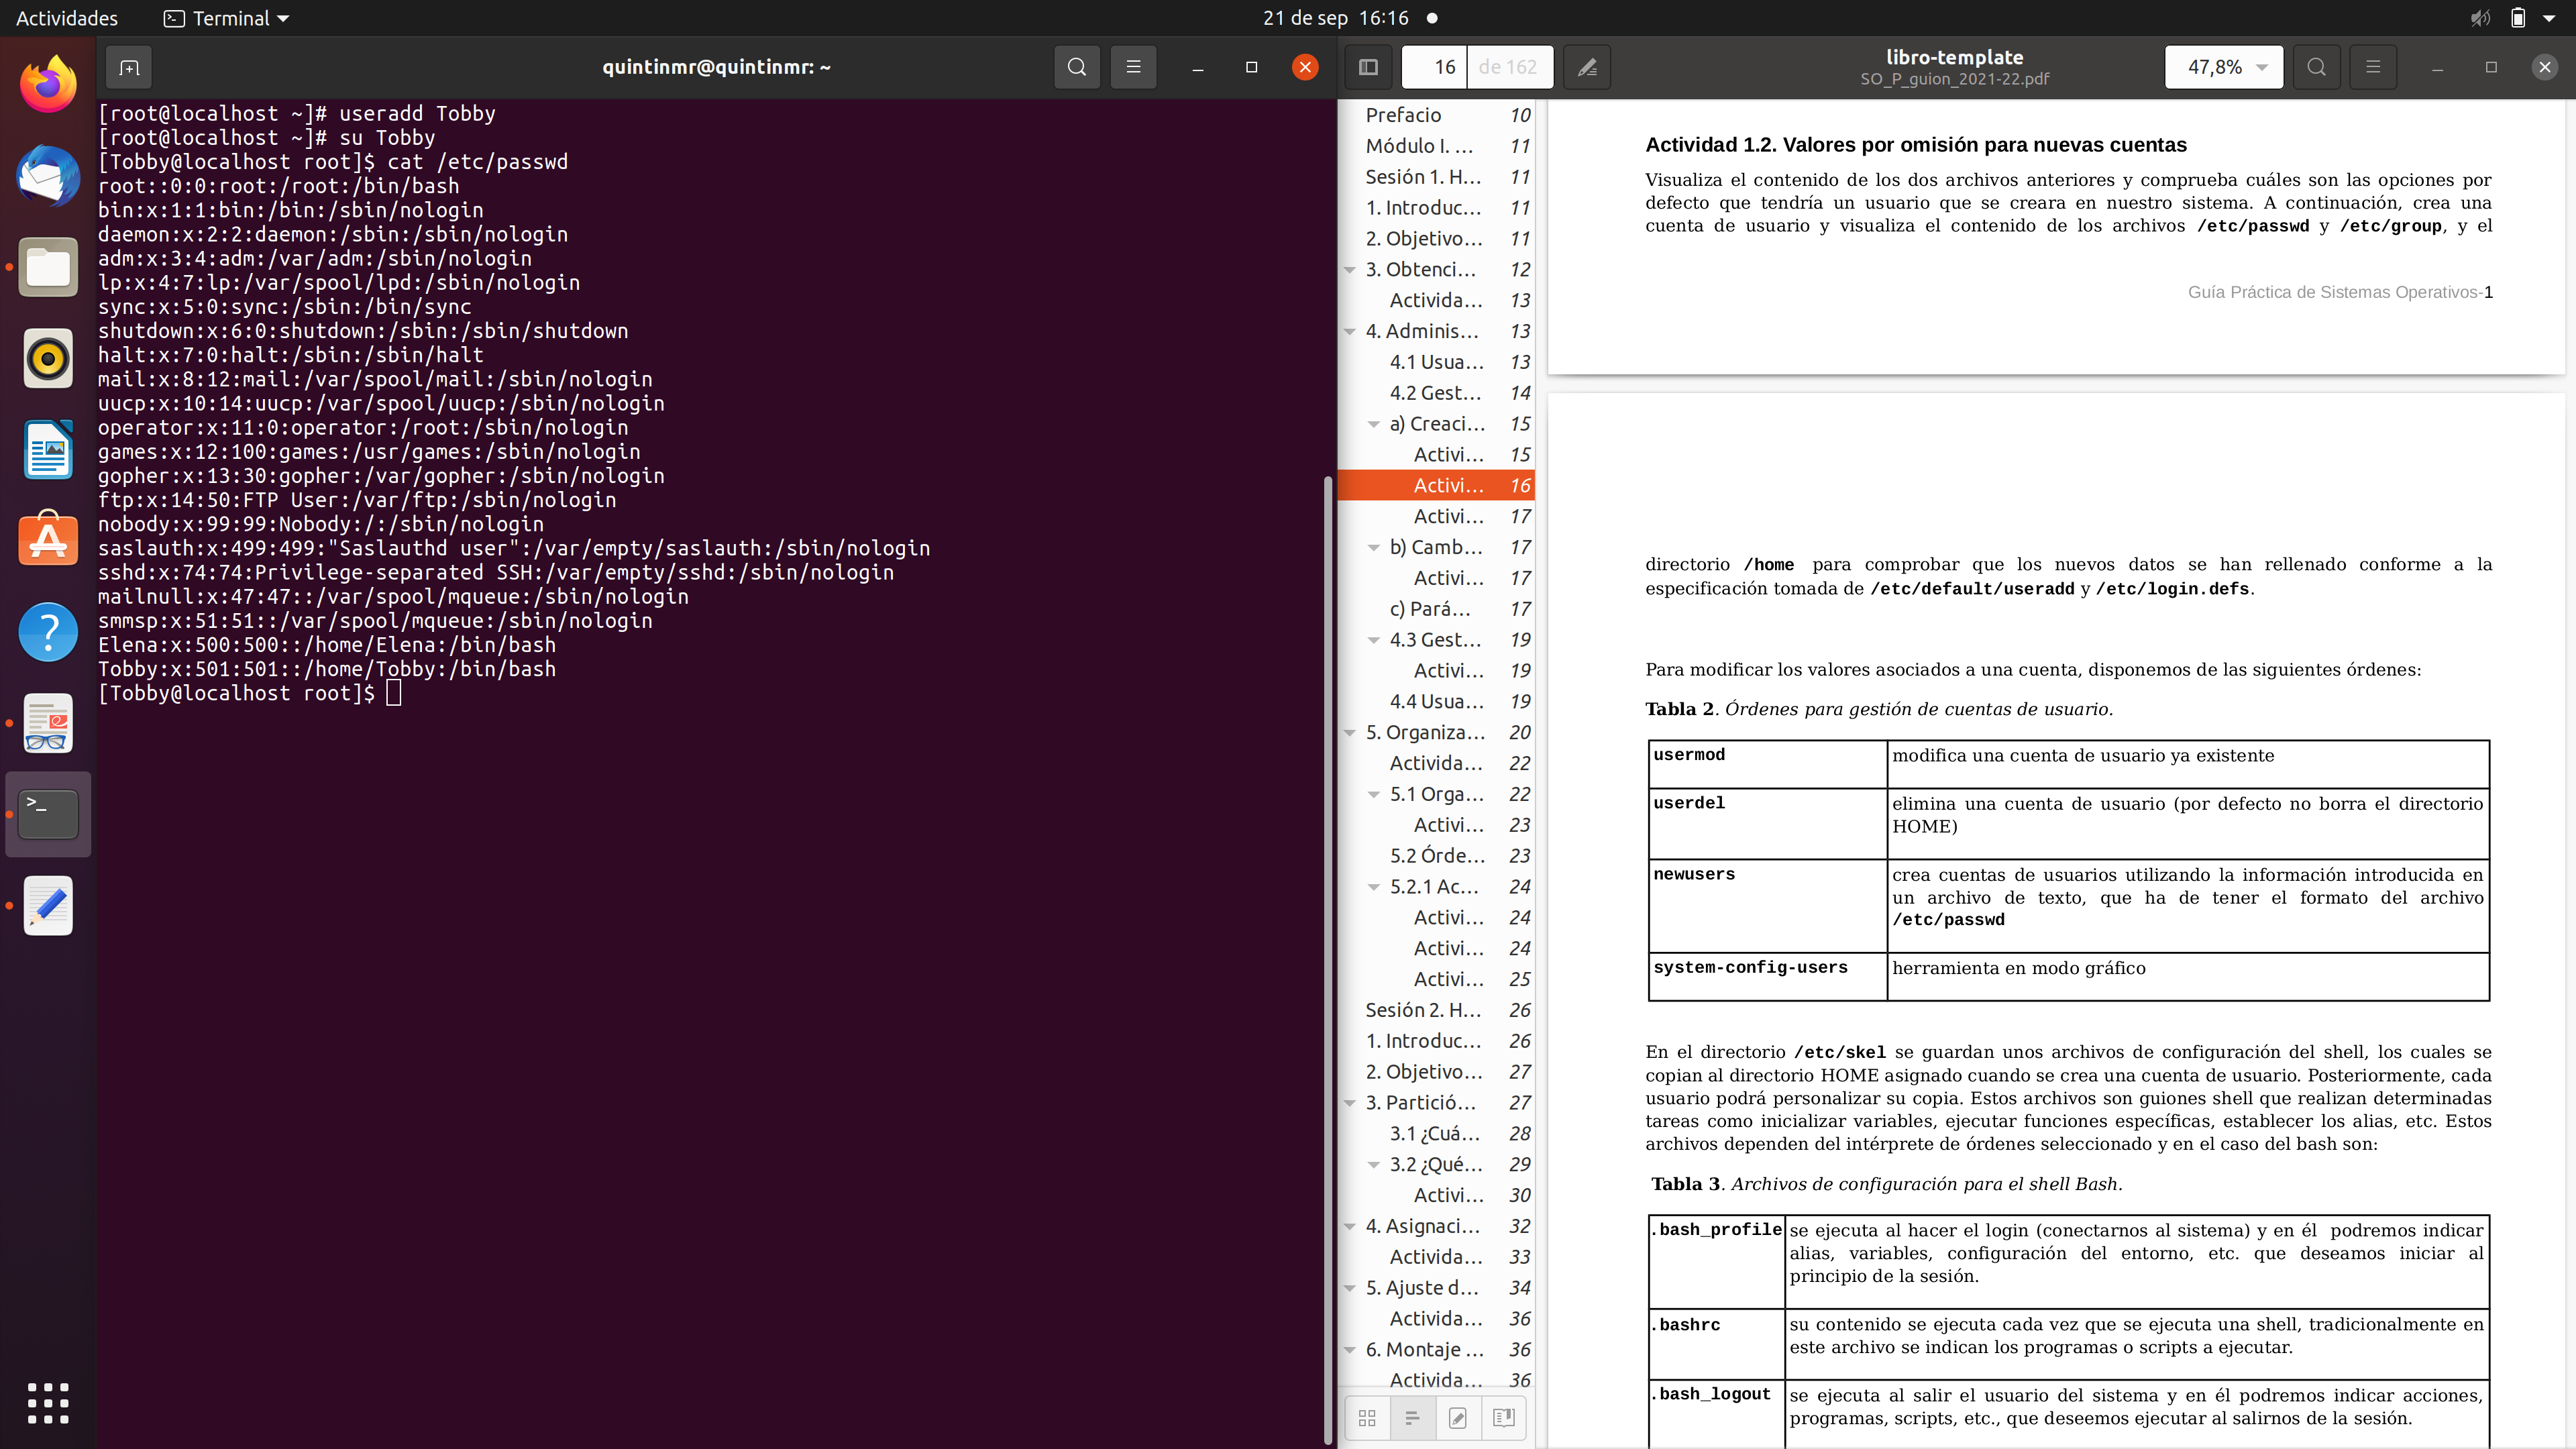 Actividades
Terminal
21 de sep 16:16
quintinmr@quintinmr: ~
[root@localhost ~]# useradd Tobby
[root@localhost ~]# su Tobby
[Tobby@localhost root]$ cat /etc/passwd
root::0:0:root:/root:/bin/bash
bin:x:1:1:bin:/bin:/sbin/nologin
daemon:x:2:2:daemon:/sbin:/sbin/nologin
adm:x:3:4:adm:/var/adm:/sbin/nologin
lp:x:4:7:lp:/var/spool/lpd:/sbin/nologin
sync:x:5:0:sync:/sbin:/bin/sync
shutdown:x:6:0:shutdown:/sbin:/sbin/shutdown
halt:x:7:0:halt:/sbin:/sbin/halt
mail:x:8:12:mail:/var/spool/mail:/sbin/nologin
uucp:x:10:14:uucp:/var/spool/uucp:/sbin/nologin
operator:x:11:0:operator:/root:/sbin/nologin
games:x:12:100:games:/usr/games:/sbin/nologin
gopher:x:13:30:gopher:/var/gopher:/sbin/nologin
ftp:x:14:50:FTP User:/var/ftp:/sbin/nologin
nobody:x:99:99:Nobody:/:/sbin/nologin
saslauth:x:499:499:"Saslauthd user":/var/empty/saslauth:/sbin/nologin
sshd:x:74:74:Privilege-separated SSH:/var/empty/sshd:/sbin/nologin
mailnull:x:47:47::/var/spool/mqueue:/sbin/nologin
smmsp:x:51:51::/var/spool/mqueue:/sbin/nologin
Elena:x:500:500::/home/Elena:/bin/bash
Tobby:x:501:501::/home/Tobby:/bin/bash
[Tobby@localhost root]$
16 de 162
libro-template
SO_P_guion_2021-22.pdf
47,8%
Prefacio 10
Módulo I. … 11
Sesión 1. H… 11
1. Introduc… 11
2. Objetivo… 11
3. Obtenci… 12
Activida… 13
4. Adminis… 13
4.1 Usua… 13
4.2 Gest… 14
a) Creaci… 15
Activi… 15
Activi… 16
Activi… 17
b) Camb… 17
Activi… 17
c) Pará… 17
4.3 Gest… 19
Activi… 19
4.4 Usua… 19
5. Organiza… 20
Activida… 22
5.1 Orga… 22
Activi… 23
5.2 Órde… 23
5.2.1 Ac… 24
Activi… 24
Activi… 24
Activi… 25
Sesión 2. H… 26
1. Introduc… 26
2. Objetivo… 27
3. Partició… 27
3.1 ¿Cuá… 28
3.2 ¿Qué… 29
Activi… 30
4. Asignaci… 32
Activida… 33
5. Ajuste d… 34
Activida… 36
6. Montaje … 36
Activida… 36
Actividad 1.2. Valores por omisión para nuevas cuentas
Visualiza el contenido de los dos archivos anteriores y comprueba cuáles son las opciones por
defecto que tendría un usuario que se creara en nuestro sistema. A continuación, crea una
cuenta de usuario y visualiza el contenido de los archivos /etc/passwd y /etc/group, y el
Guía Práctica de Sistemas Operativos-1
directorio /home para comprobar que los nuevos datos se han rellenado conforme a la
especificación tomada de /etc/default/useradd y /etc/login.defs.
Para modificar los valores asociados a una cuenta, disponemos de las siguientes órdenes:
Tabla 2. Órdenes para gestión de cuentas de usuario.
usermod modifica una cuenta de usuario ya existente
userdel elimina una cuenta de usuario (por defecto no borra el directorio
HOME)
newusers crea cuentas de usuarios utilizando la información introducida en
un archivo de texto, que ha de tener el formato del archivo
/etc/passwd
system-config-users herramienta en modo gráfico
En el directorio /etc/skel se guardan unos archivos de configuración del shell, los cuales se
copian al directorio HOME asignado cuando se crea una cuenta de usuario. Posteriormente, cada
usuario podrá personalizar su copia. Estos archivos son guiones shell que realizan determinadas
tareas como inicializar variables, ejecutar funciones específicas, establecer los alias, etc. Estos
archivos dependen del intérprete de órdenes seleccionado y en el caso del bash son:
Tabla 3. Archivos de configuración para el shell Bash.
.bash_profile se ejecuta al hacer el login (conectarnos al sistema) y en él podremos indicar
alias, variables, configuración del entorno, etc. que deseamos iniciar al
principio de la sesión.
.bashrc su contenido se ejecuta cada vez que se ejecuta una shell, tradicionalmente en
este archivo se indican los programas o scripts a ejecutar.
.bash_logout se ejecuta al salir el usuario del sistema y en él podremos indicar acciones,
programas, scripts, etc., que deseemos ejecutar al salirnos de la sesión.